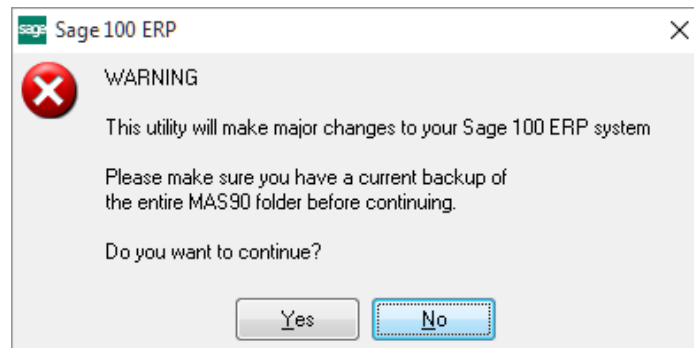 sage Sage 100 ERP
WARNING
This utility will make major changes to your Sage 100 ERP system
Please make sure you have a current backup of
the entire MAS90 folder before continuing.
Do you want to continue?
Yes No